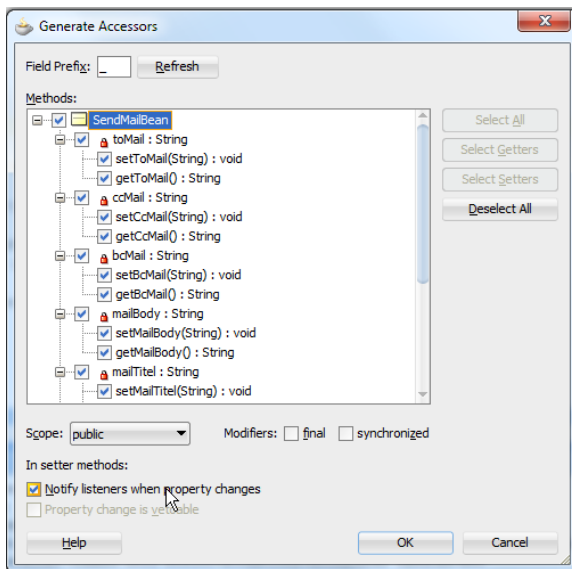 Generate Accessors
Field Prefix: _ Refresh
Methods:
SendMailBean
toMail : String
setToMail(String) : void
getToMail() : String
ccMail : String
setCcMail(String) : void
getCcMail() : String
bcMail : String
setBcMail(String) : void
getBcMail() : String
mailBody : String
setMailBody(String) : void
getMailBody() : String
mailTitel : String
setMailTitel(String) : void
Select All
Select Getters
Select Setters
Deselect All
Scope: public Modifiers: final synchronized
In setter methods:
Notify listeners when property changes
Property change is vetoable
Help OK Cancel